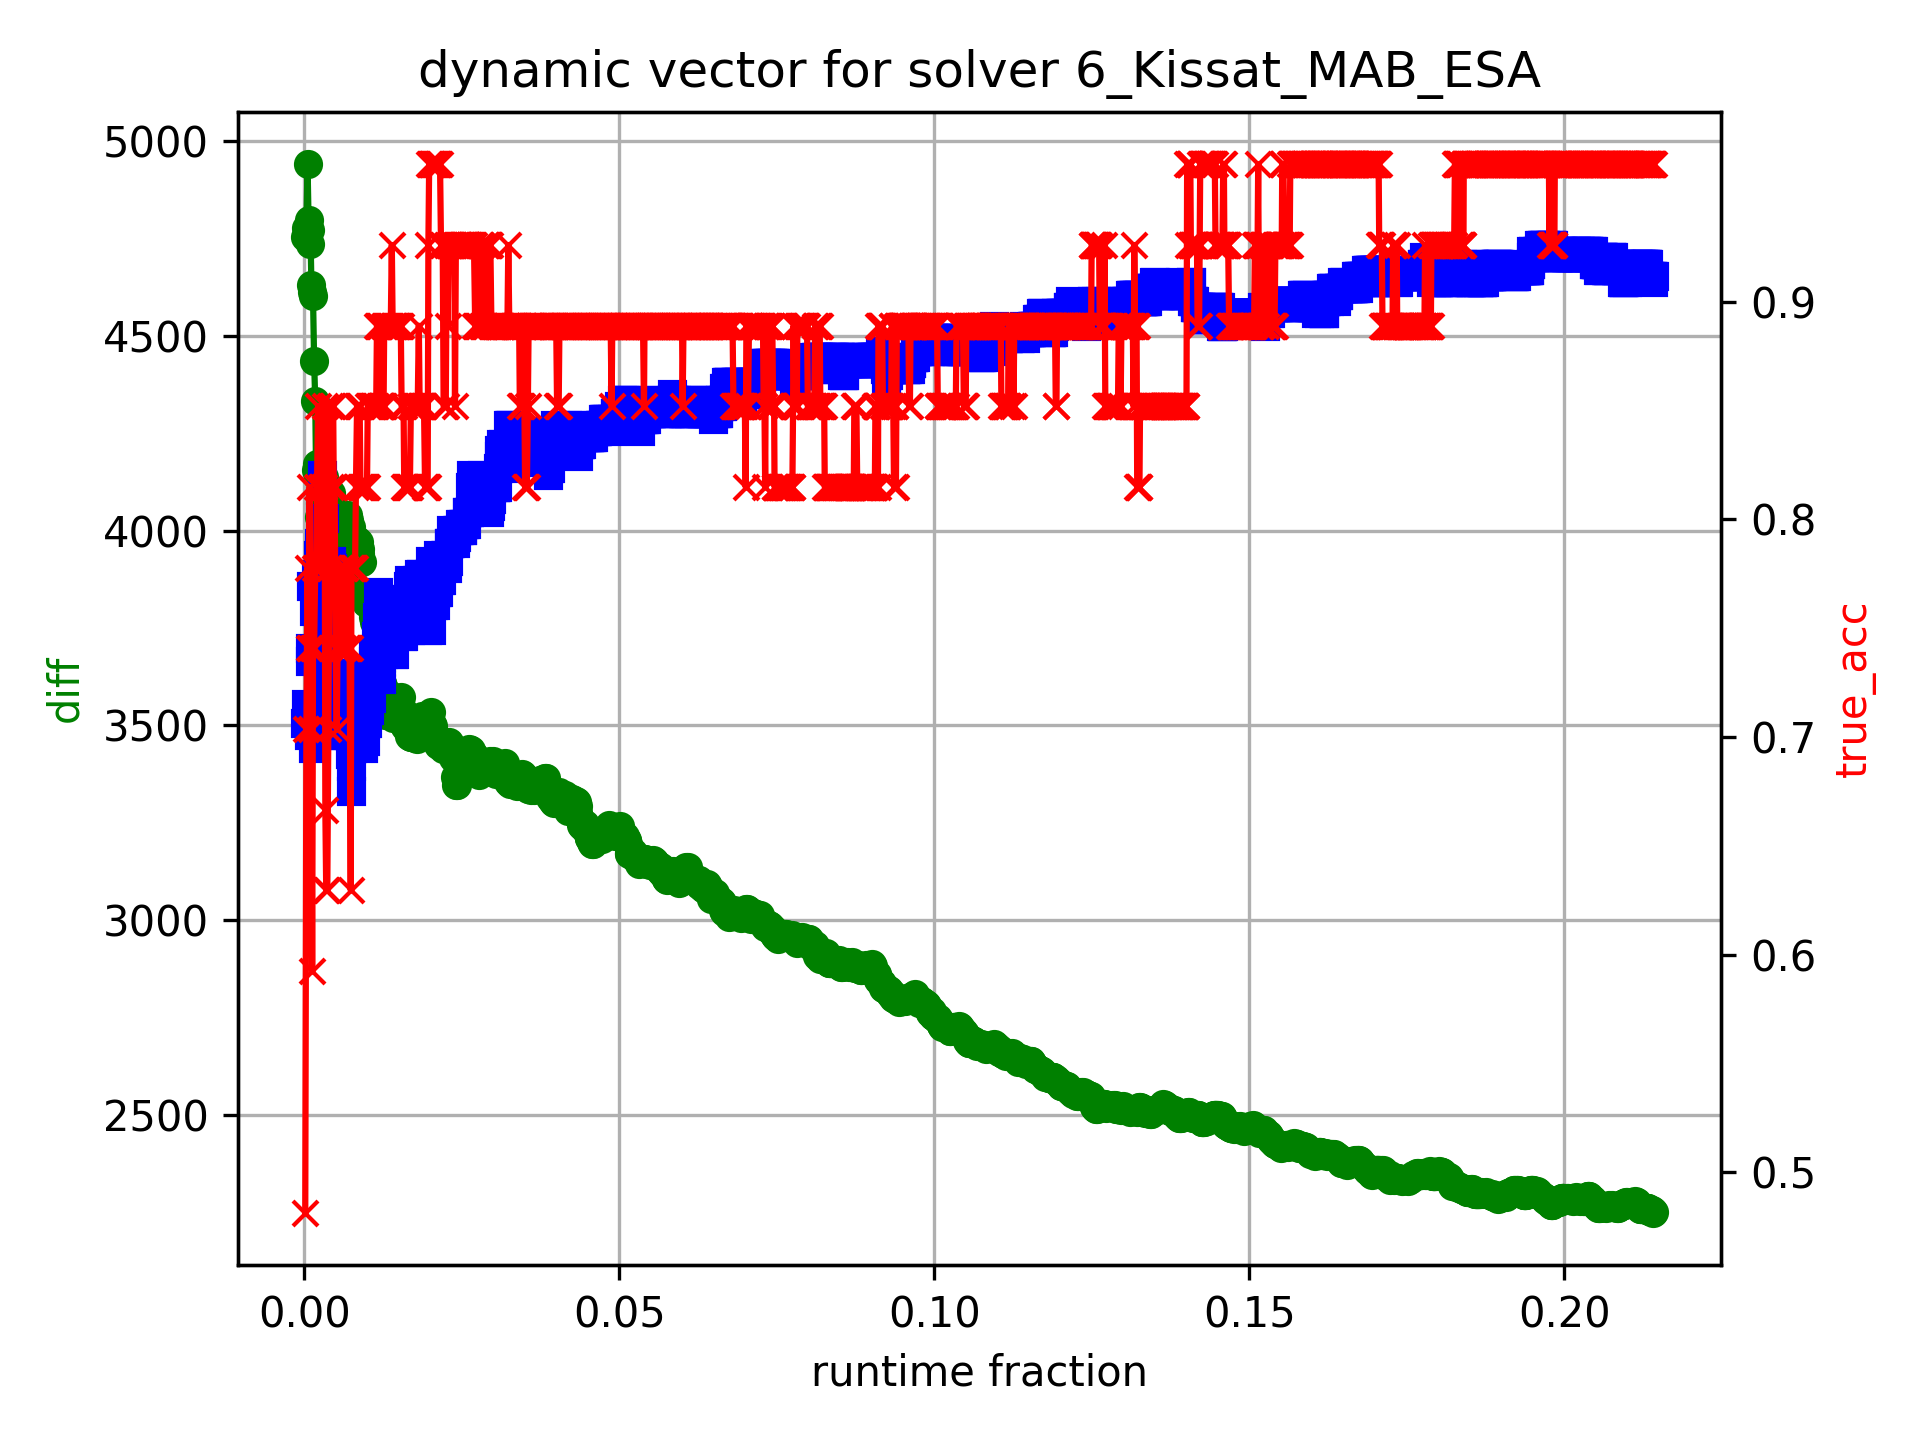 dynamic vector for solver 6_Kissat_MAB_ESA
5000
4500
4000
3500
3000
2500
diff
0.9
0.8
0.7
0.6
0.5
true_acc
0.00 0.05 0.10 0.15 0.20
runtime fraction